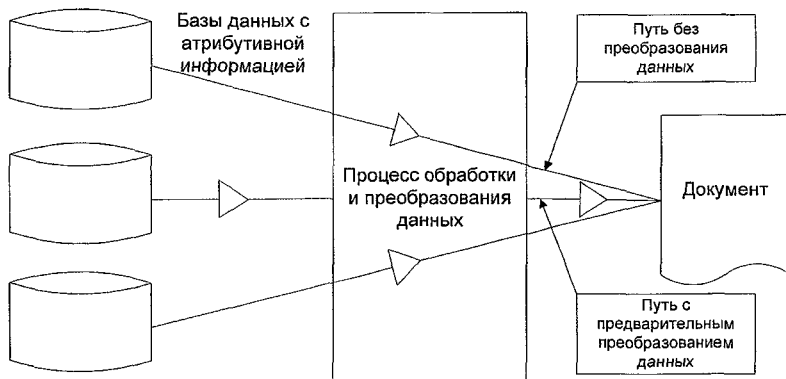 Базы данных с
атрибутивной
информацией
Путь без
преобразования
данных
Процесс обработки
и преобразования
данных
Документ
Путь с
предварительным
преобразованием
данных